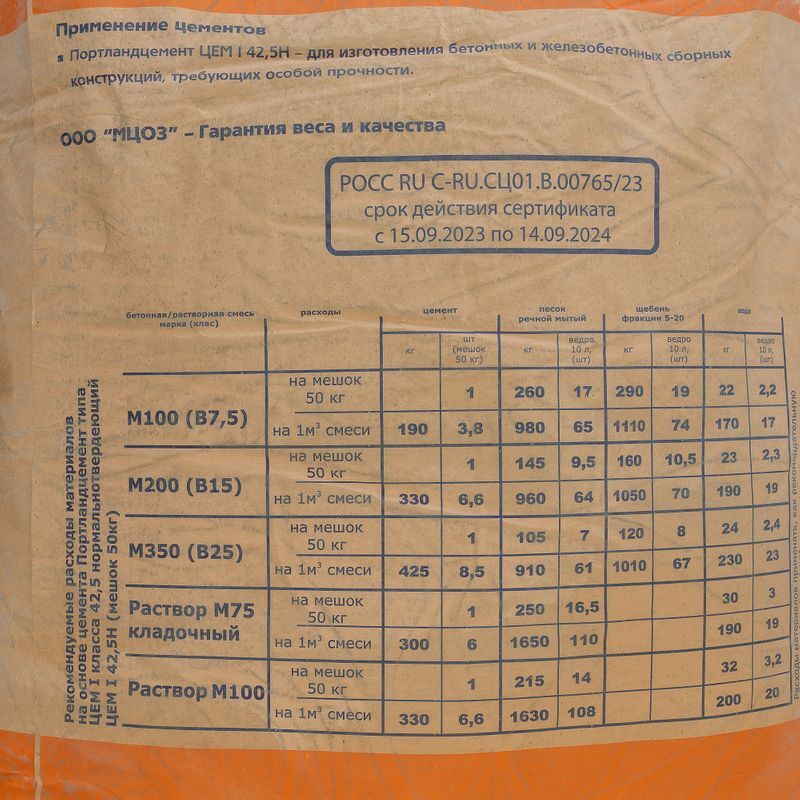 Применение цементов
▪ Портландцемент ЦЕМ I 42,5Н – для изготовления бетонных и железобетонных сборных
конструкций, требующих особой прочности.
ООО “МЦОЗ” – Гарантия веса и качества
РОСС RU C-RU.СЦ01.В.00765/23
срок действия сертификата
с 15.09.2023 по 14.09.2024
бетонная/растворная смесь
марка (клас)
расходы
цемент
песок
речной мытый
щебень
фракции 5-20
вода
кг
шт
(мешок
50 кг)
кг
ведро
10 л,
(шт)
кг
ведро
10 л,
(шт)
кг
ведро
10 л,
(шт)
М100 (В7,5)
на мешок
50 кг
1 260 17 290 19 22 2,2
на 1м³ смеси 190 3,8 980 65 1110 74 170 17
М200 (В15)
на мешок
50 кг
1 145 9,5 160 10,5 23 2,3
на 1м³ смеси 330 6,6 960 64 1050 70 190 19
М350 (В25)
на мешок
50 кг
1 105 7 120 8 24 2,4
на 1м³ смеси 425 8,5 910 61 1010 67 230 23
Раствор М75
кладочный
на мешок
50 кг
1 250 16,5 30 3
на 1м³ смеси 300 6 1650 110 190 19
Раствор М100
на мешок
50 кг
1 215 14 32 3,2
на 1м³ смеси 330 6,6 1630 108 200 20
Рекомендуемые расходы материалов
на основе цемента Портландцемент типа
ЦЕМ I класса 42,5 нормальнотвердеющий
ЦЕМ I 42,5Н (мешок 50кг)
Расходы материалов применять, как рекомендательную